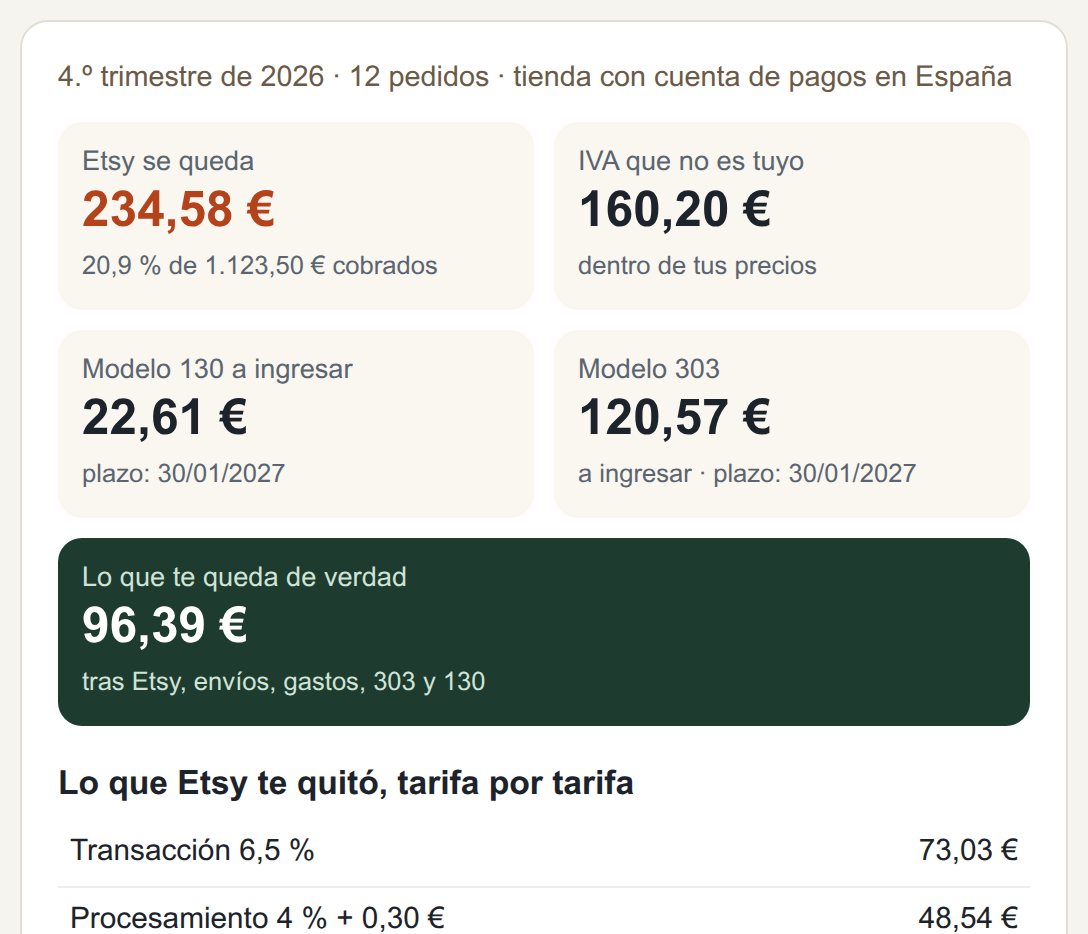 4.º trimestre de 2026 · 12 pedidos · tienda con cuenta de pagos en España
Etsy se queda
234,58 €
20,9 % de 1.123,50 € cobrados
IVA que no es tuyo
160,20 €
dentro de tus precios
Modelo 130 a ingresar
22,61 €
plazo: 30/01/2027
Modelo 303
120,57 €
a ingresar · plazo: 30/01/2027
Lo que te queda de verdad
96,39 €
tras Etsy, envíos, gastos, 303 y 130
Lo que Etsy te quitó, tarifa por tarifa
Transacción 6,5 % 73,03 €
Procesamiento 4 % + 0,30 € 48,54 €